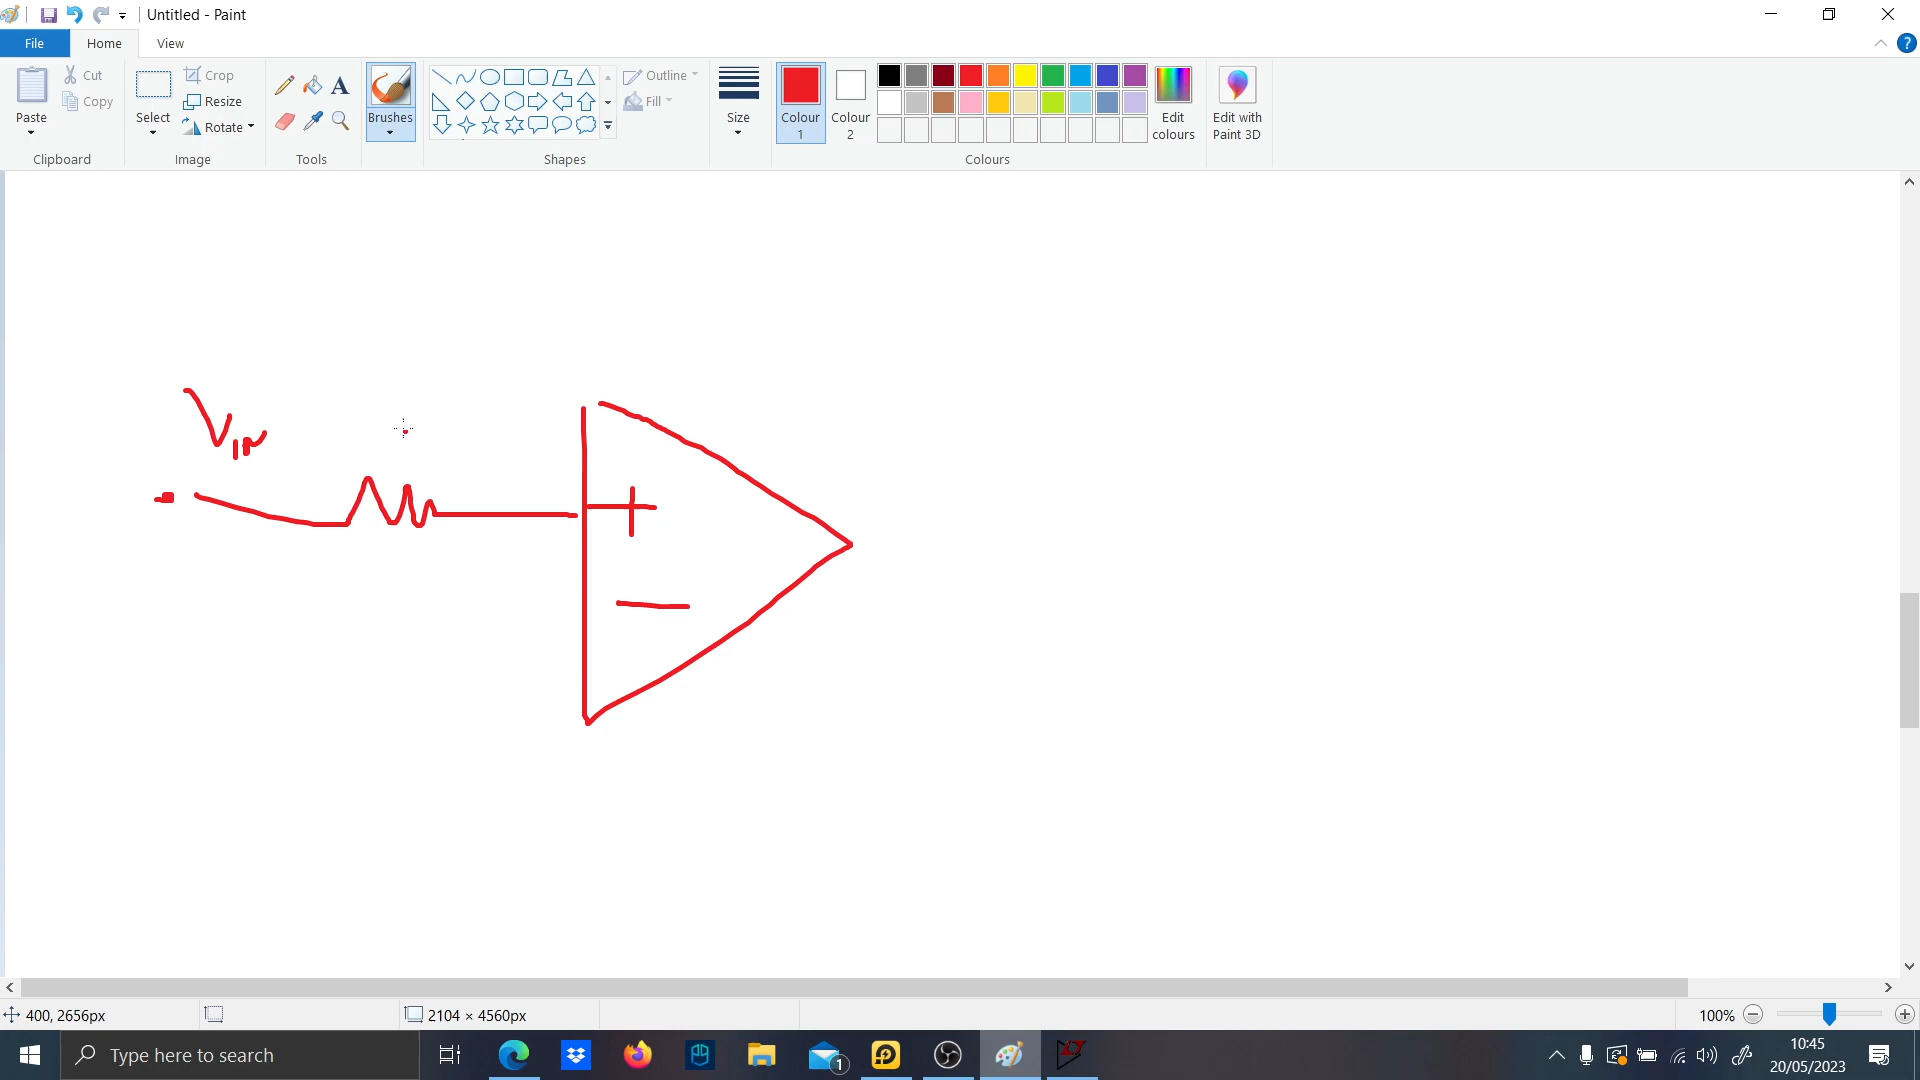 Untitled - Paint
File Home View
Paste
Cut
Copy
Clipboard
Select
Crop
Resize
Rotate
Image
A
Tools
Brushes
Outline
Fill
Shapes
Size
Colour 1
Colour 2
Edit colours
Colours
Edit with Paint 3D
?
Vin
+
−
400, 2656px
2104 × 4560px
100%
Type here to search
1
10:45
20/05/2023